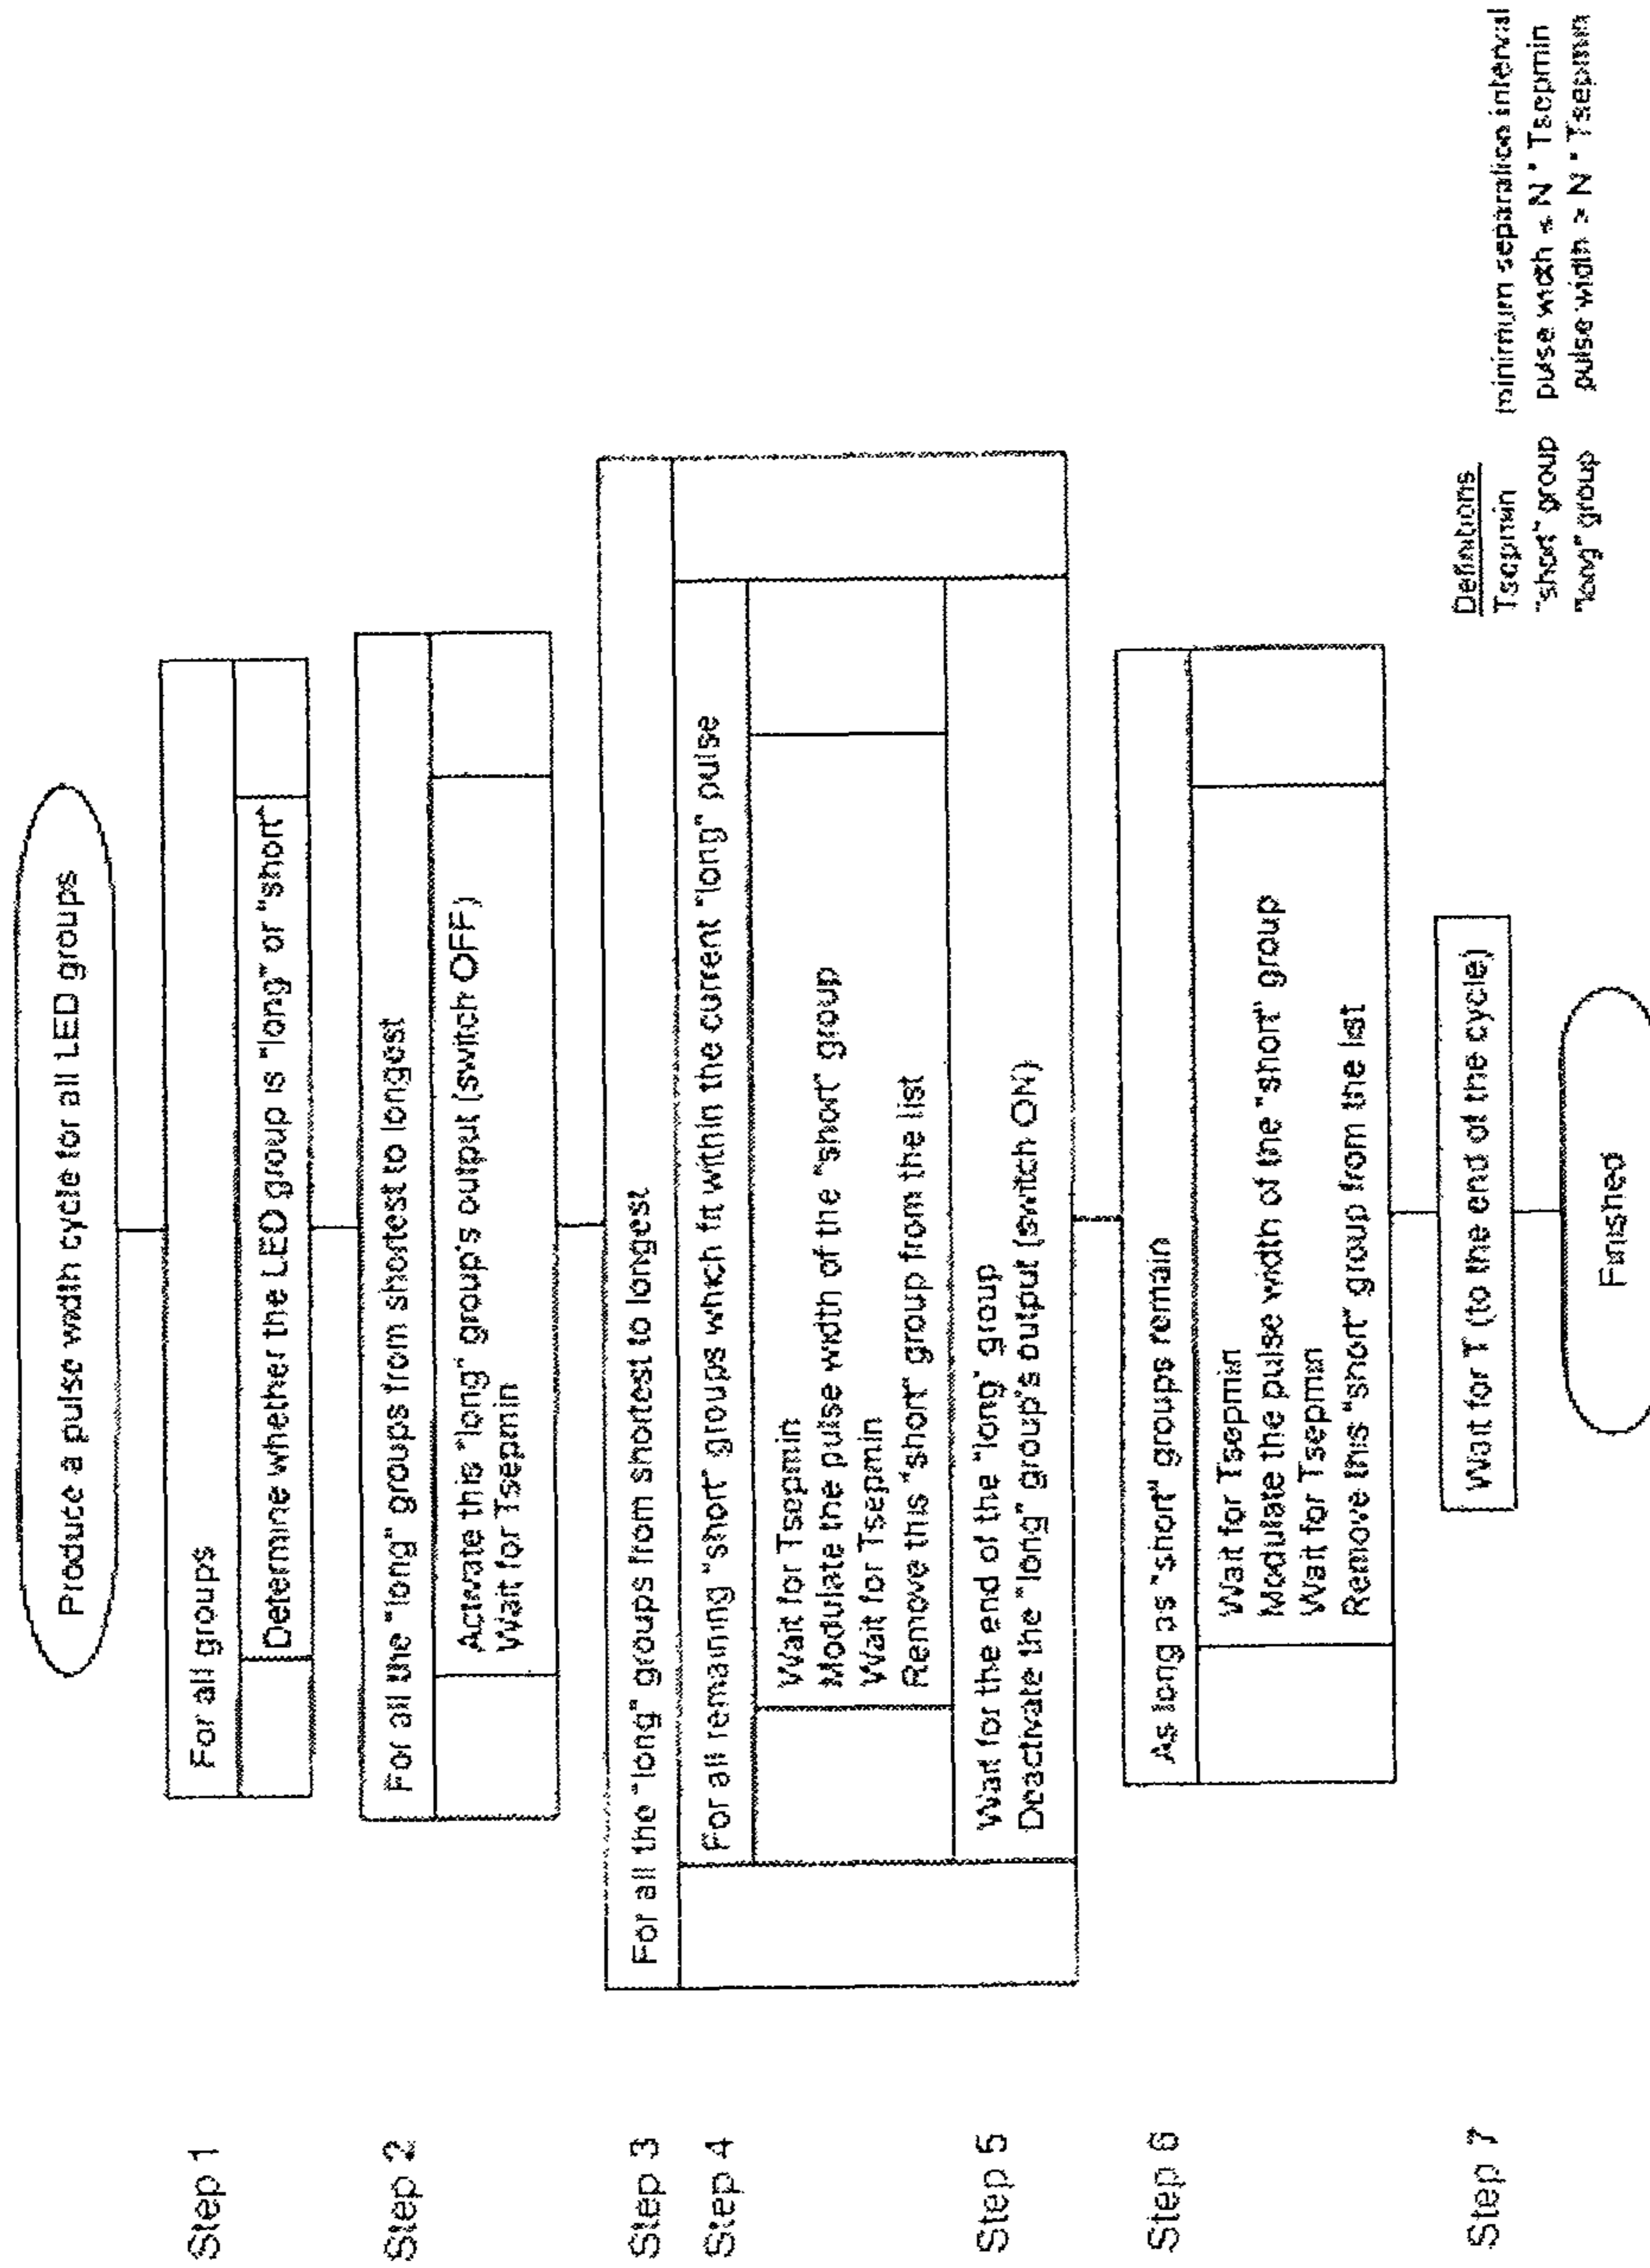 Produce a pulse width cycle for all LED groups
Step 1
For all groups
Determine whether the LED group is "long" or "short"
Step 2
For all the "long" groups from shortest to longest
Activate this "long" group's output (switch OFF)
Wait for Tsepmin
Step 3
For all the "long" groups from shortest to longest
Step 4
For all remaining "short" groups which fit within the current "long" pulse
Wait for Tsepmin
Modulate the pulse width of the "short" group
Wait for Tsepmin
Remove this "short" group from the list
Step 5
Wait for the end of the "long" group
Deactivate the "long" group's output (switch ON)
Step 6
As long as "short" groups remain
Wait for Tsepmin
Modulate the pulse width of the "short" group
Wait for Tsepmin
Remove this "short" group from the list
Step 7
Wait for T (to the end of the cycle)
Finished
Definitions
Tsepmin minimum separation interval
"short" group pulse width N * Tsepmin
"long" group pulse width N * Tsepmin